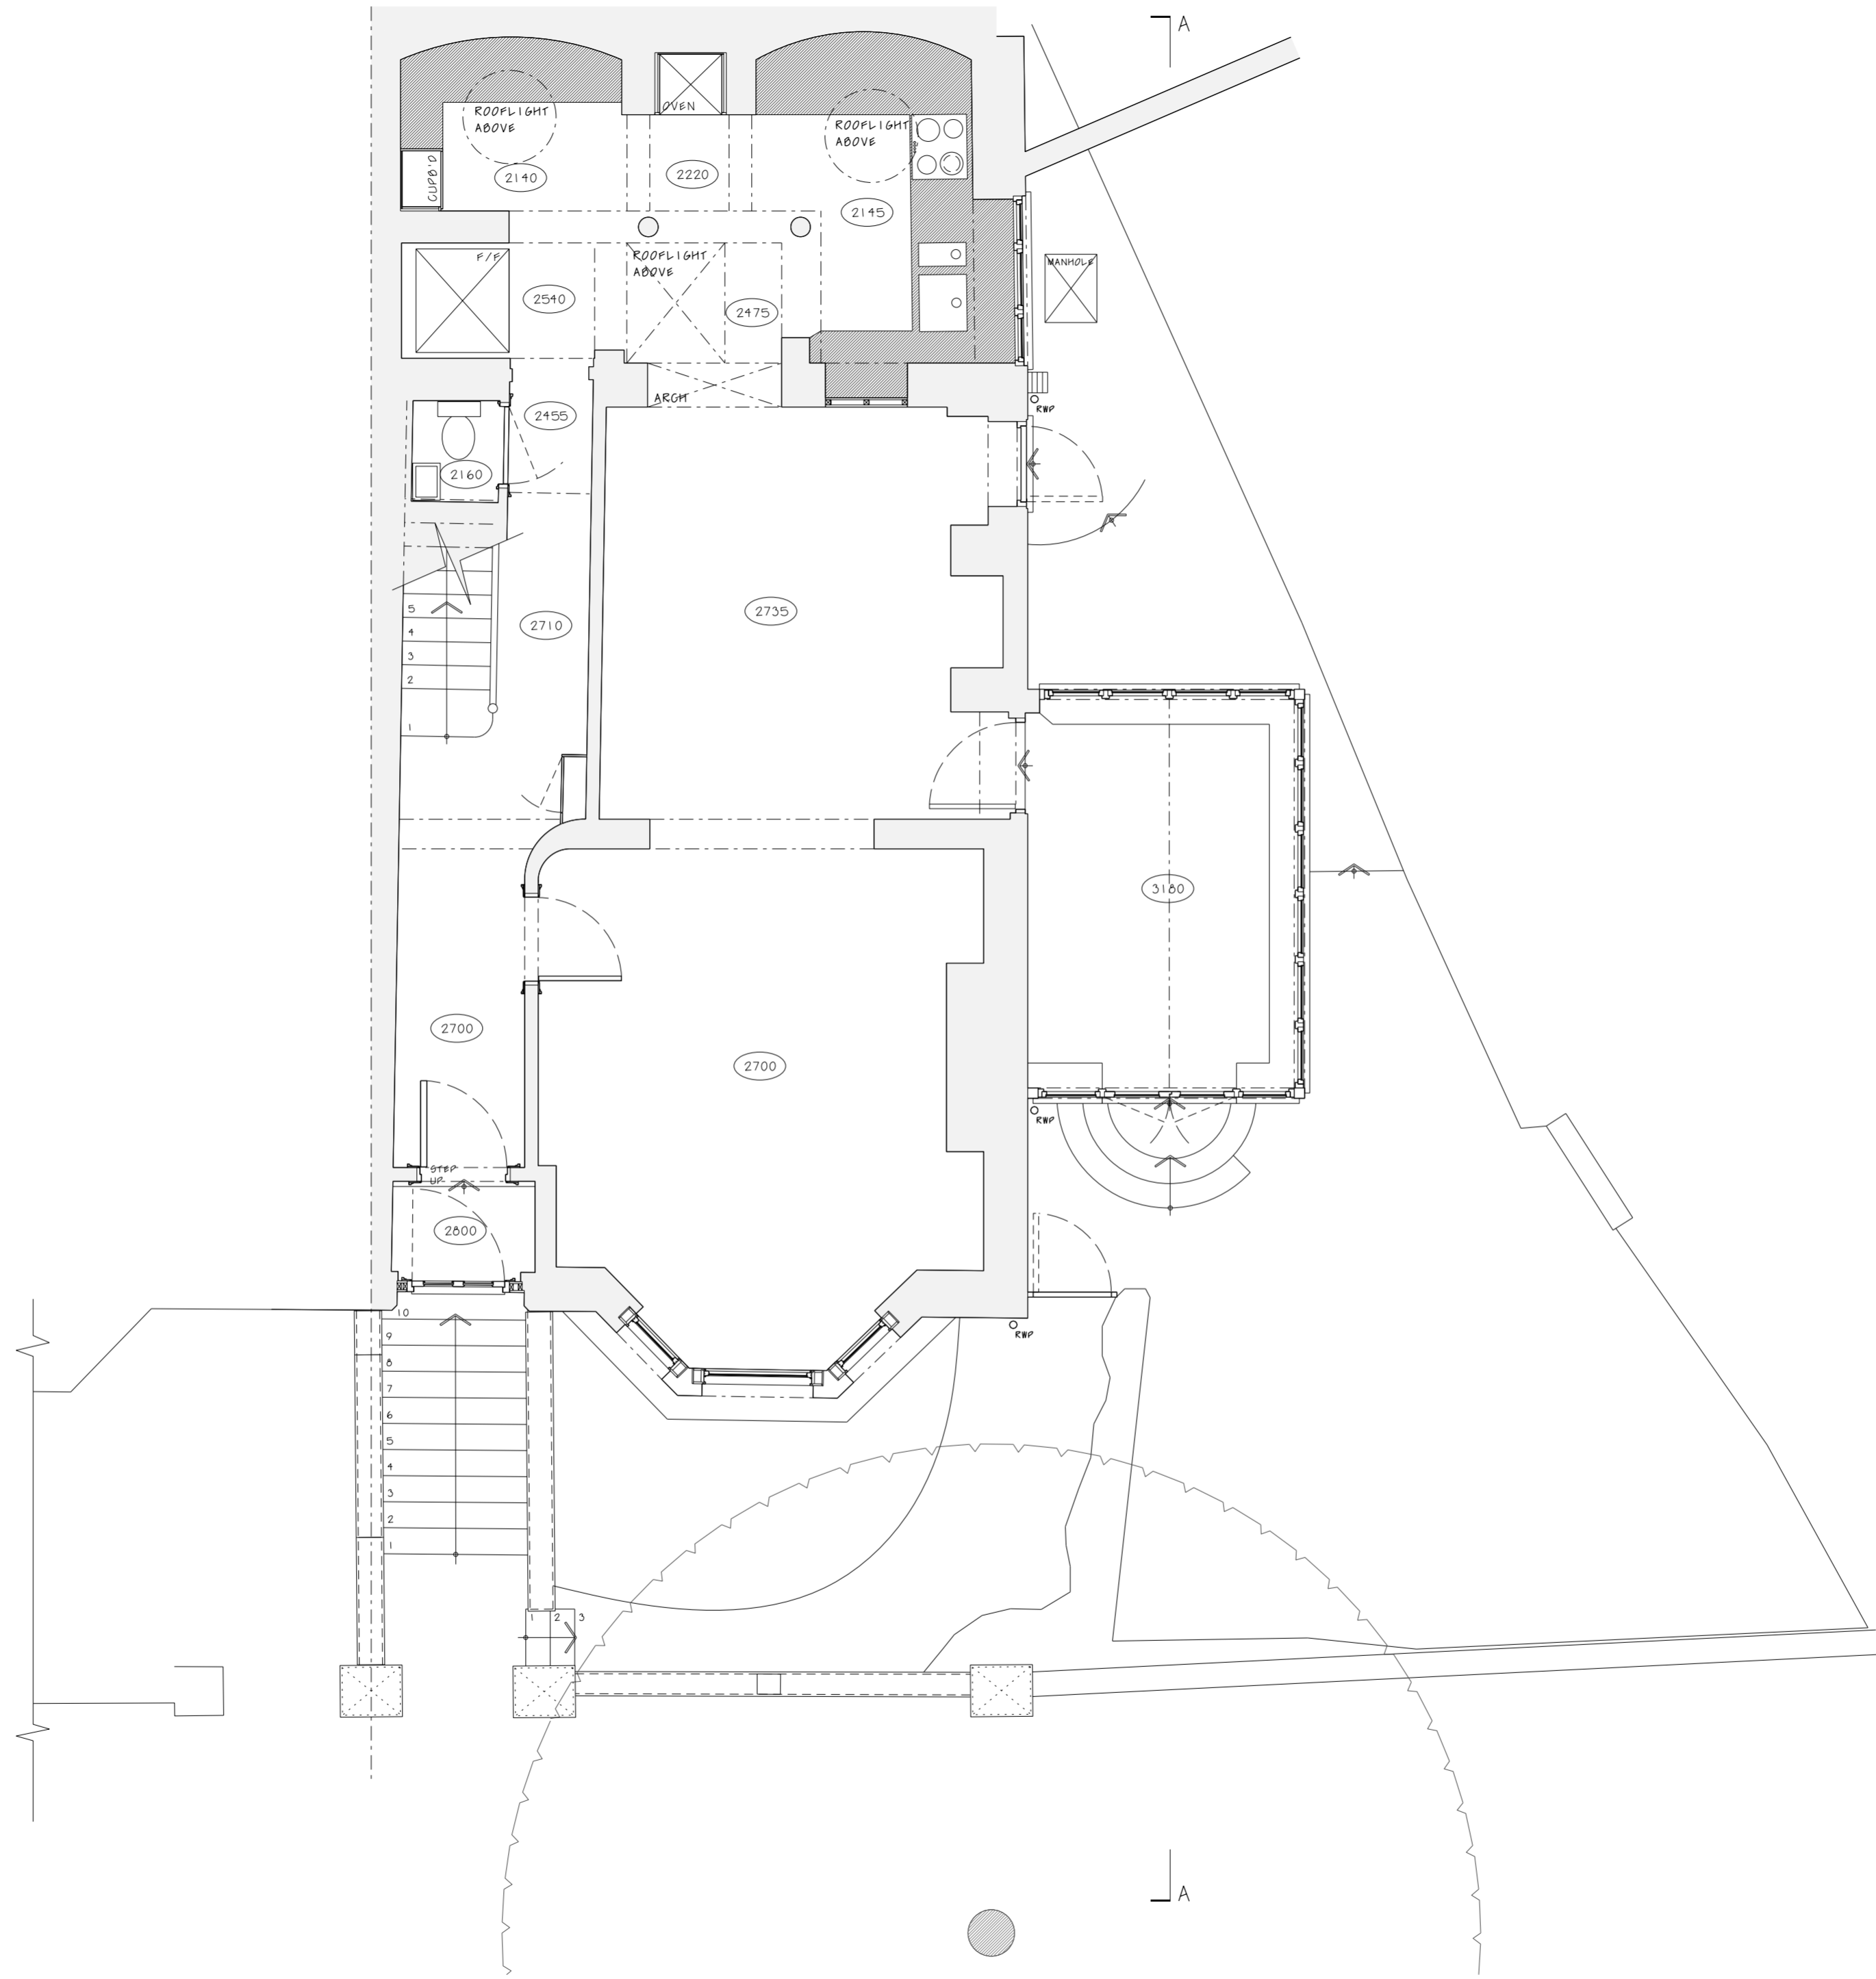 A
OVEN
ROOFLIGHT
ABOVE
ROOFLIGHT
ABOVE
CUPB'D
2140
2220
2145
F/F
ROOFLIGHT
ABOVE
MANHOLE
2540
2475
ARCH
RWP
2455
2160
2735
5
4
3
2
1
2710
3180
2700
2700
RWP
STEP
UP
2800
10
9
8
7
6
5
4
3
2
1
RWP
1 2 3
A